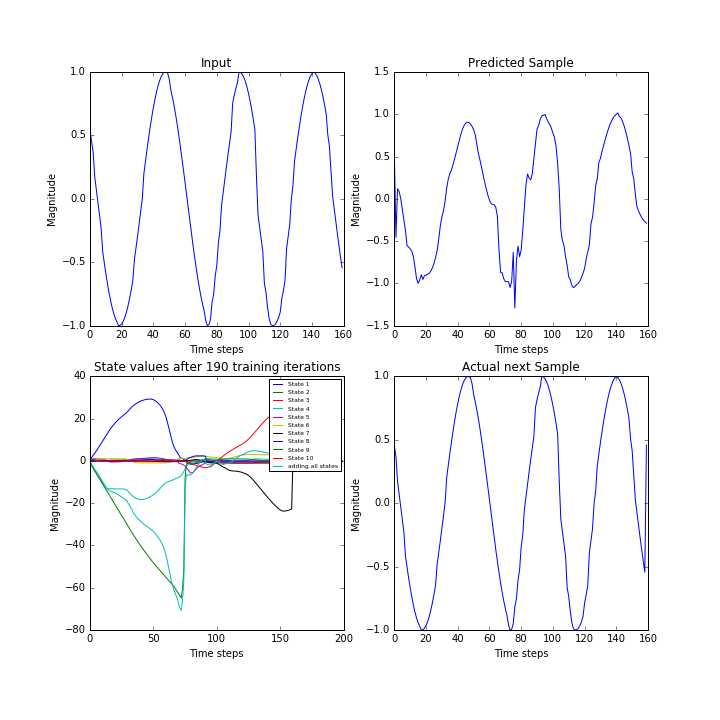 Input
Predicted Sample
1.0
0.5
0.0
−0.5
−1.0
Magnitude
0 20 40 60 80 100 120 140 160
Time steps
1.5
1.0
0.5
0.0
−0.5
−1.0
−1.5
Magnitude
0 20 40 60 80 100 120 140 160
Time steps
State values after 190 training iterations
Actual next Sample
40
20
0
−20
−40
−60
−80
Magnitude
0 50 100 150 200
Time steps
State 1
State 2
State 3
State 4
State 5
State 6
State 7
State 8
State 9
State 10
adding all states
1.0
0.5
0.0
−0.5
−1.0
Magnitude
0 20 40 60 80 100 120 140 160
Time steps